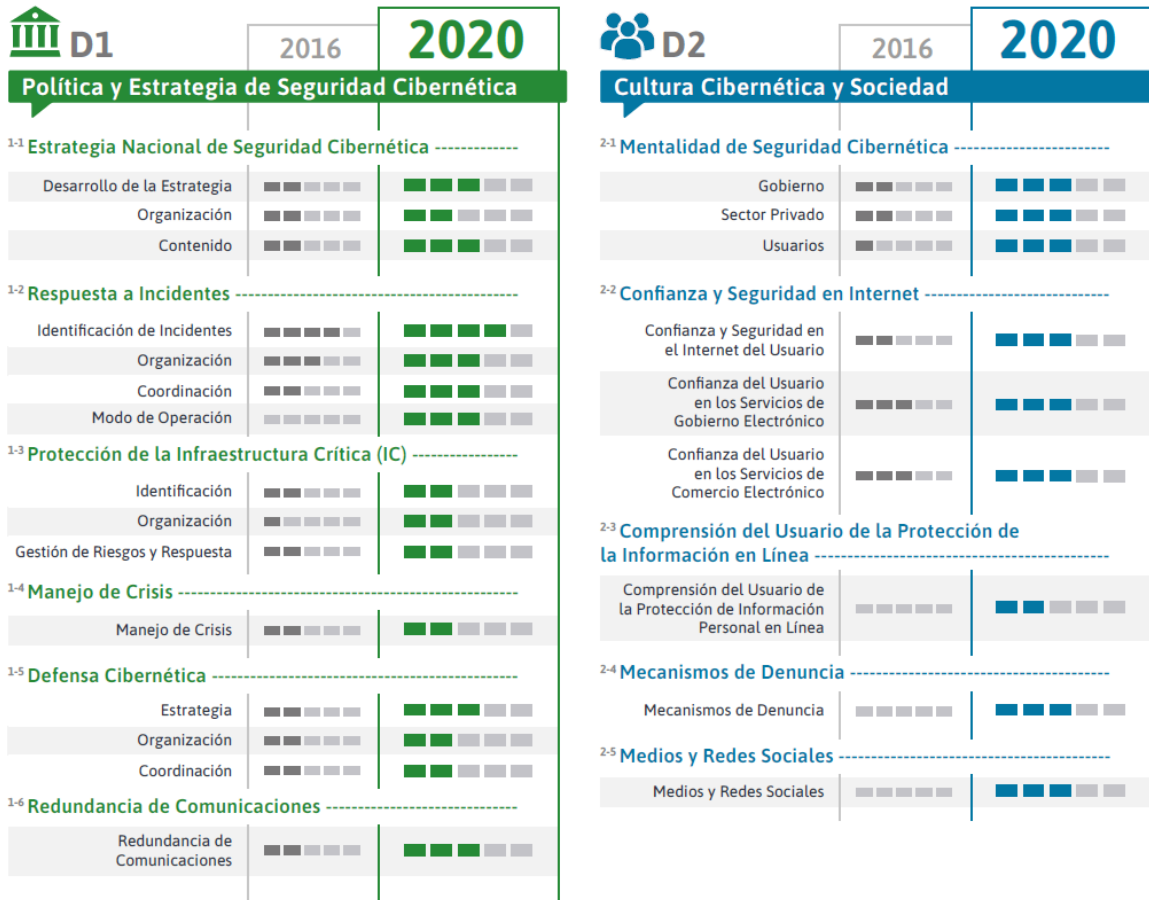 D1
2016
2020
Política y Estrategia de Seguridad Cibernética
1-1 Estrategia Nacional de Seguridad Cibernética
Desarrollo de la Estrategia
Organización
Contenido
1-2 Respuesta a Incidentes
Identificación de Incidentes
Organización
Coordinación
Modo de Operación
1-3 Protección de la Infraestructura Crítica (IC)
Identificación
Organización
Gestión de Riesgos y Respuesta
1-4 Manejo de Crisis
Manejo de Crisis
1-5 Defensa Cibernética
Estrategia
Organización
Coordinación
1-6 Redundancia de Comunicaciones
Redundancia de
Comunicaciones
D2
2016
2020
Cultura Cibernética y Sociedad
2-1 Mentalidad de Seguridad Cibernética
Gobierno
Sector Privado
Usuarios
2-2 Confianza y Seguridad en Internet
Confianza y Seguridad en
el Internet del Usuario
Confianza del Usuario
en los Servicios de
Gobierno Electrónico
Confianza del Usuario
en los Servicios de
Comercio Electrónico
2-3 Comprensión del Usuario de la Protección de
la Información en Línea
Comprensión del Usuario de
la Protección de Información
Personal en Línea
2-4 Mecanismos de Denuncia
Mecanismos de Denuncia
2-5 Medios y Redes Sociales
Medios y Redes Sociales